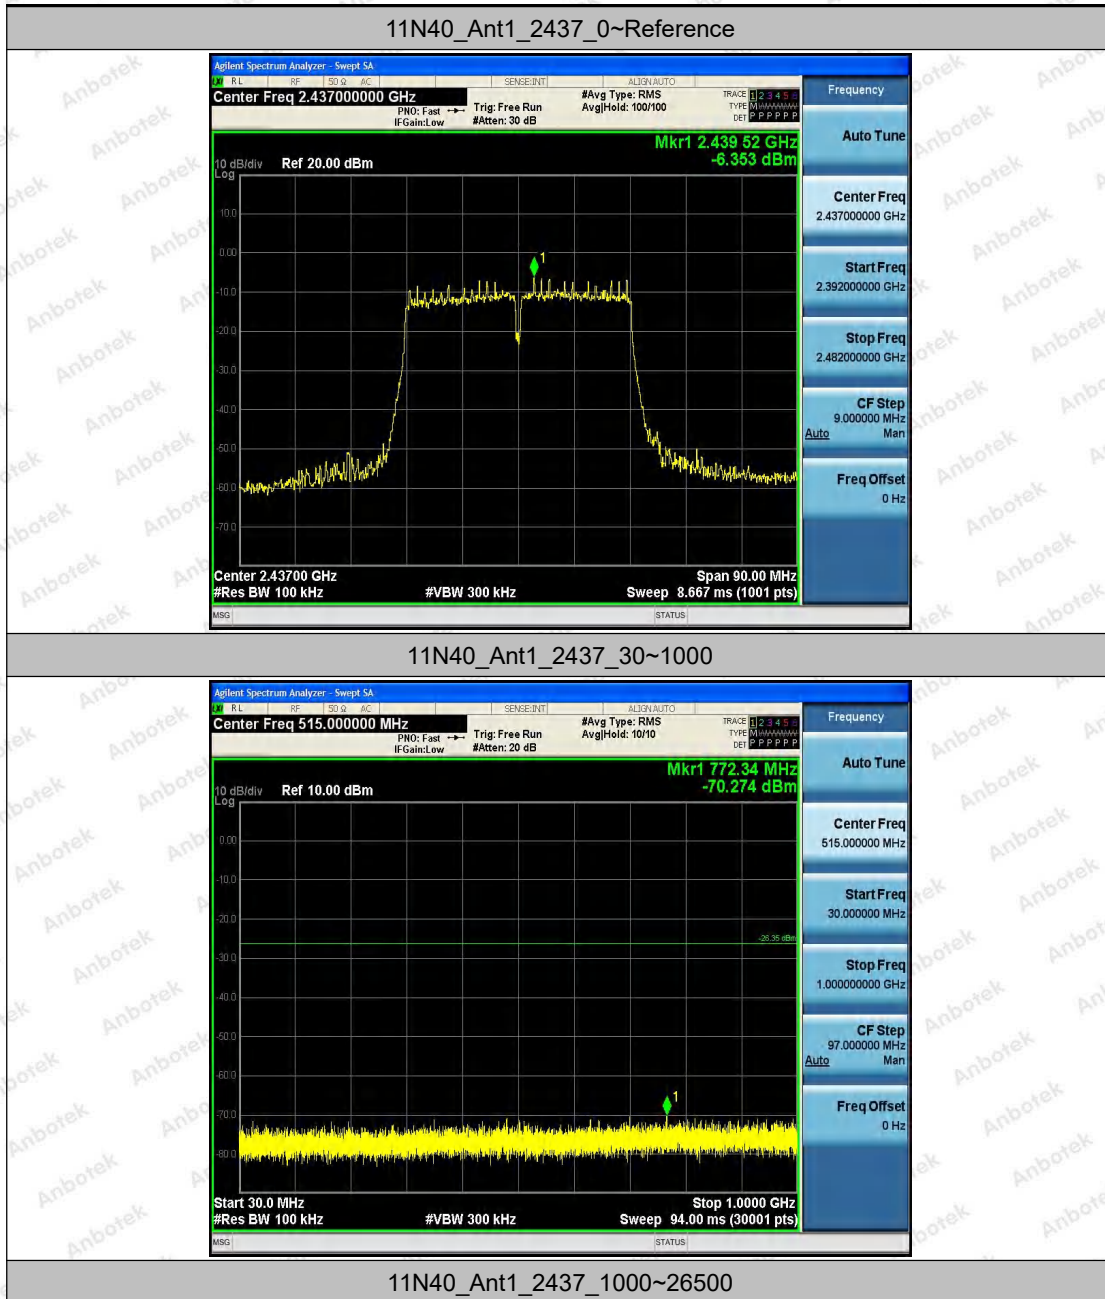 11N40_Ant1_2437_0~Reference
Agilent Spectrum Analyzer - Swept SA
RL RF 50 Ω AC SENSE:INT ALIGN AUTO
Center Freq 2.437000000 GHz
PNO: Fast
IFGain:Low
Trig: Free Run
#Atten: 30 dB
#Avg Type: RMS
Avg|Hold: 100/100
TRACE 1 2 3 4 5 6
TYPE M
DET P P P P P P
Mkr1 2.439 52 GHz
-6.353 dBm
10 dB/div Ref 20.00 dBm
Log
10.0
0.00
-10.0
-20.0
-30.0
-40.0
-50.0
-60.0
-70.0
1
Center 2.43700 GHz Span 90.00 MHz
#Res BW 100 kHz #VBW 300 kHz Sweep 8.667 ms (1001 pts)
MSG STATUS
Frequency
Auto Tune
Center Freq
2.437000000 GHz
Start Freq
2.392000000 GHz
Stop Freq
2.482000000 GHz
CF Step
9.000000 MHz
Auto Man
Freq Offset
0 Hz
11N40_Ant1_2437_30~1000
Agilent Spectrum Analyzer - Swept SA
RL RF 50 Ω AC SENSE:INT ALIGN AUTO
Center Freq 515.000000 MHz
PNO: Fast
IFGain:Low
Trig: Free Run
#Atten: 20 dB
#Avg Type: RMS
Avg|Hold: 10/10
TRACE 1 2 3 4 5 6
TYPE M
DET P P P P P P
Mkr1 772.34 MHz
-70.274 dBm
10 dB/div Ref 10.00 dBm
Log
0.00
-10.0
-20.0
-26.35 dBm
-30.0
-40.0
-50.0
-60.0
-70.0
-80.0
1
Start 30.0 MHz Stop 1.0000 GHz
#Res BW 100 kHz #VBW 300 kHz Sweep 94.00 ms (30001 pts)
MSG STATUS
Frequency
Auto Tune
Center Freq
515.000000 MHz
Start Freq
30.000000 MHz
Stop Freq
1.000000000 GHz
CF Step
97.000000 MHz
Auto Man
Freq Offset
0 Hz
11N40_Ant1_2437_1000~26500
Anbotek